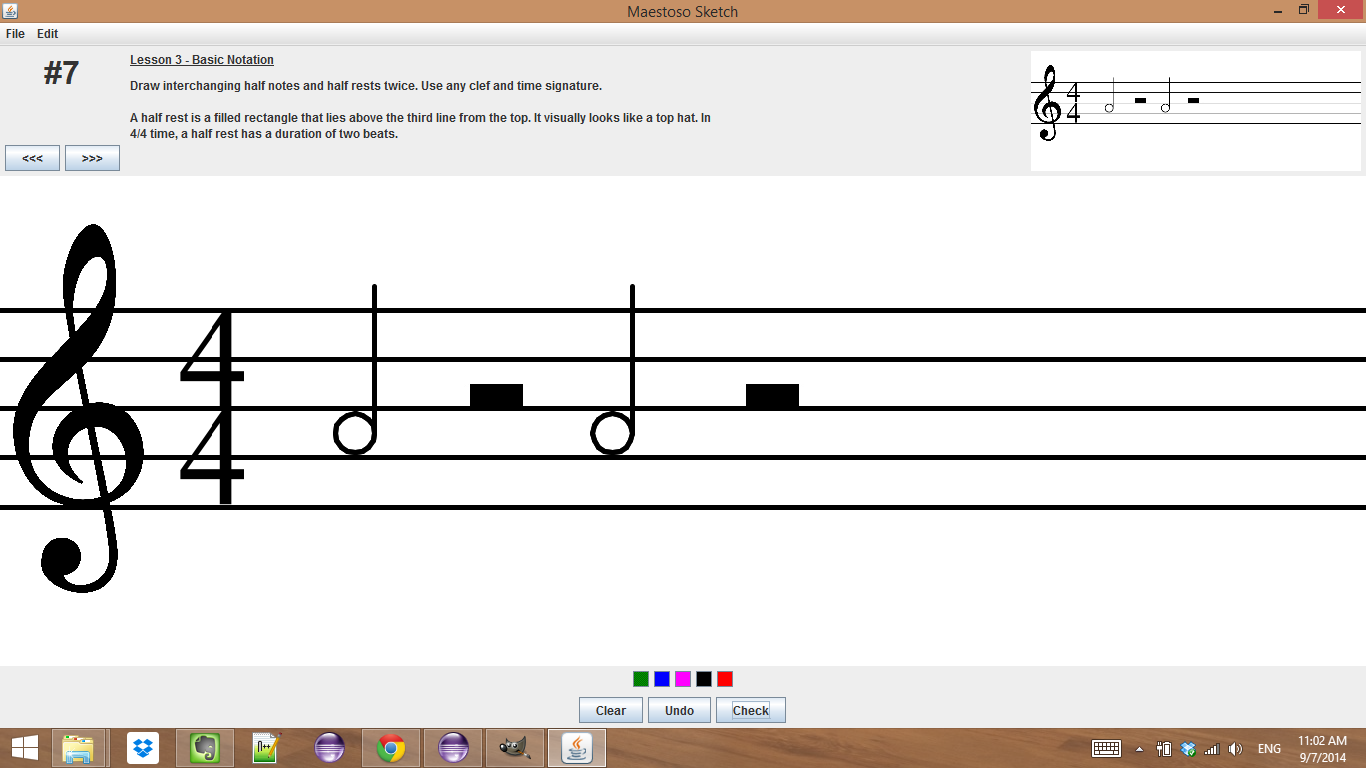 Maestoso Sketch
File Edit
#7
Lesson 3 - Basic Notation
Draw interchanging half notes and half rests twice. Use any clef and time signature.
A half rest is a filled rectangle that lies above the third line from the top. It visually looks like a top hat. In
4/4 time, a half rest has a duration of two beats.
<<< >>>
4
4
4
4
Clear Undo Check
ENG
11:02 AM
9/7/2014